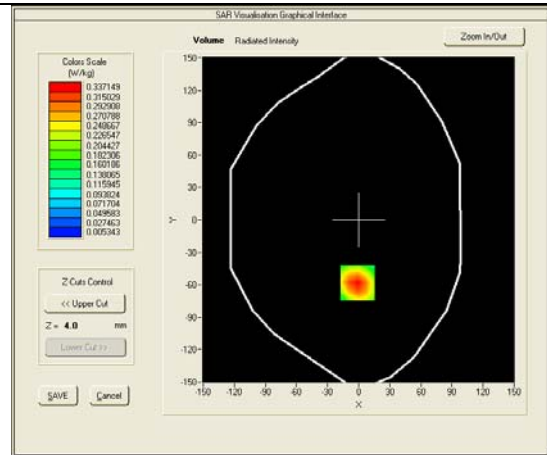 SAR Visualisation Graphical Interface
Volume Radiated Intensity
Zoom In/Out
Colors Scale
(W/kg)
0.337149
0.315029
0.292908
0.270788
0.248667
0.226547
0.204427
0.182306
0.160186
0.138065
0.115945
0.093824
0.071704
0.049583
0.027463
0.005343
Z Cuts Control
<< Upper Cut
Z = 4.0 mm
Lower Cut >>
SAVE Cancel
150
120
90
60
30
0
-30
-60
-90
-120
-150
Y
-150 -120 -90 -60 -30 0 30 60 90 120 150
X